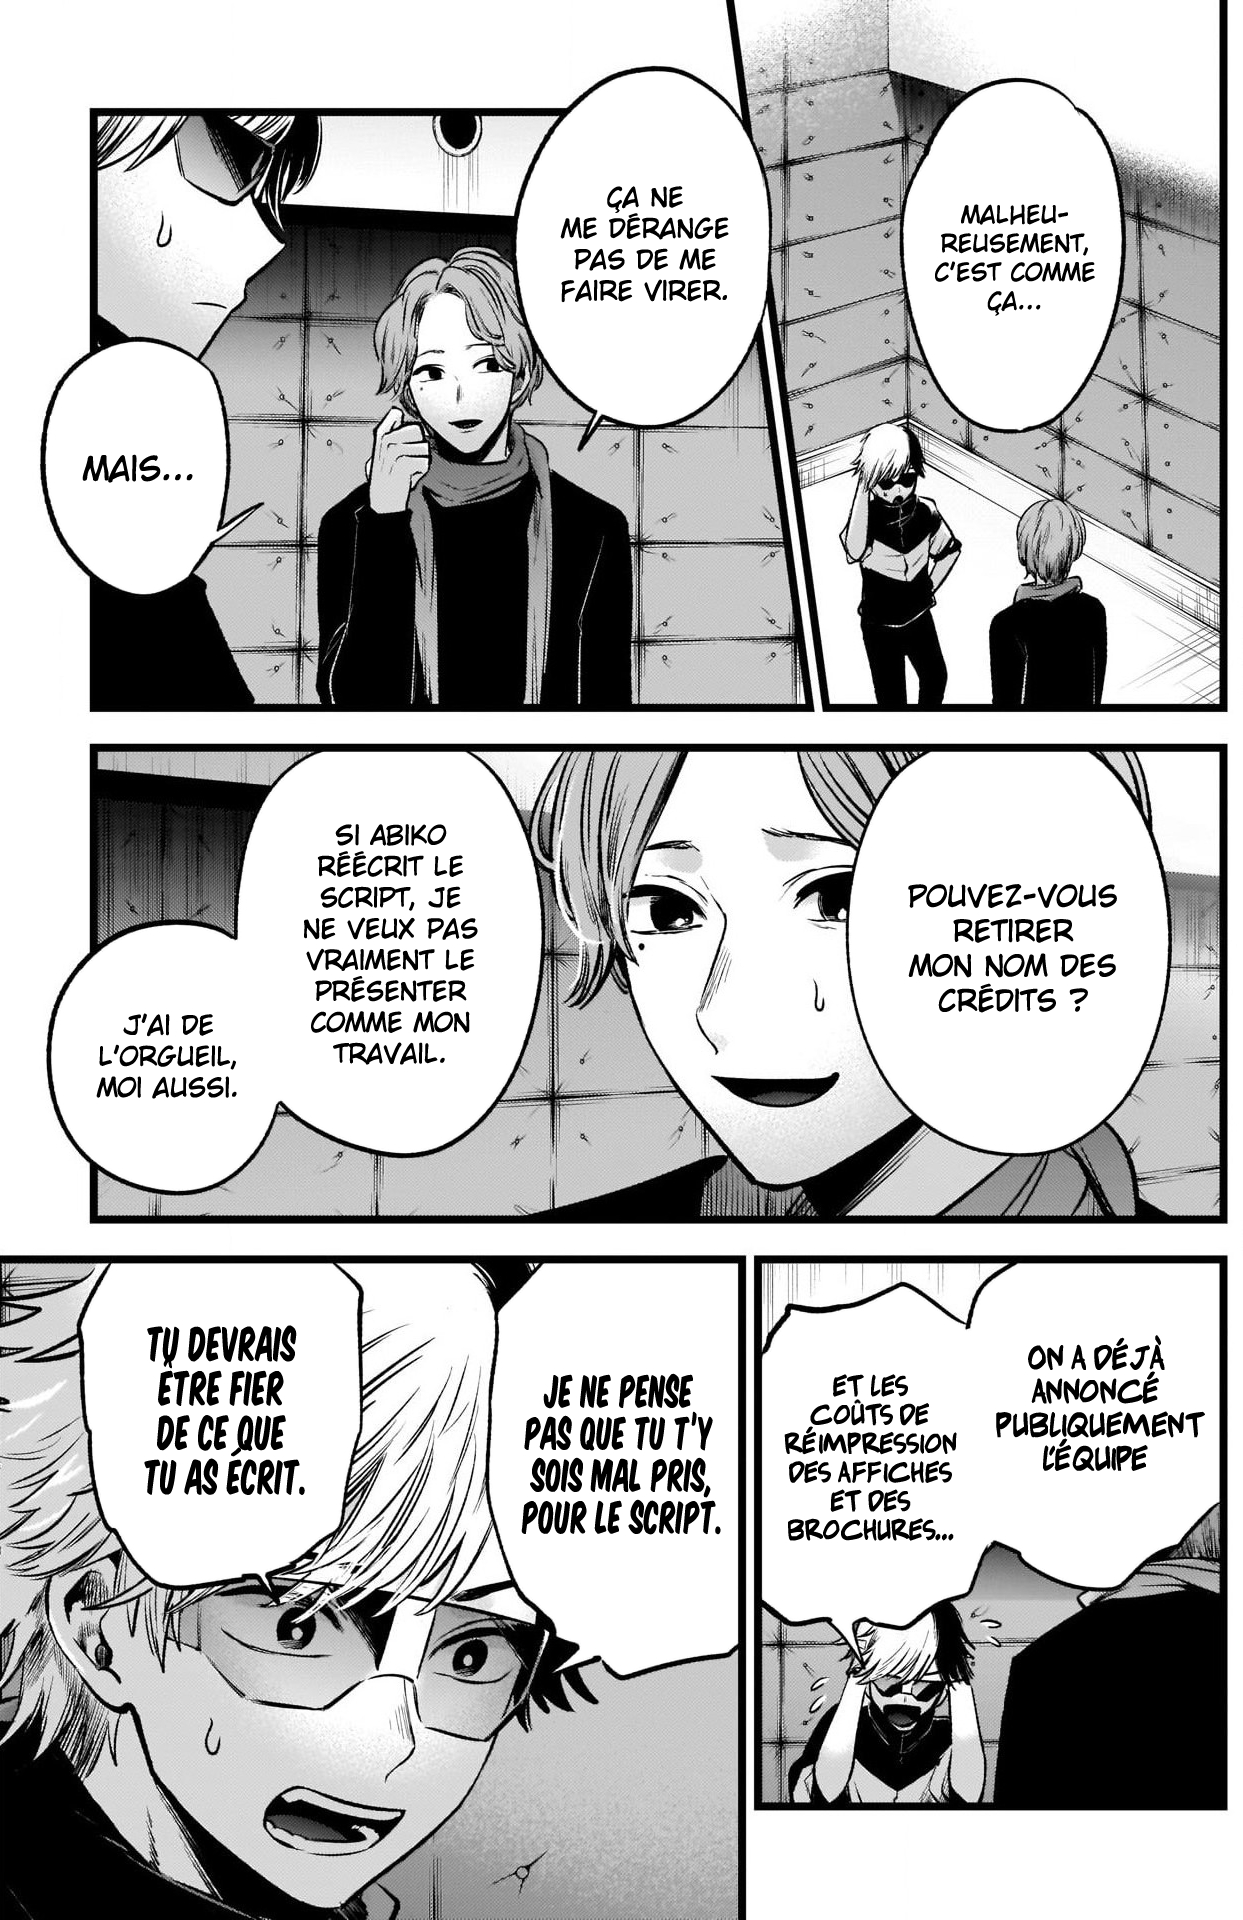 MALHEU-
REUSEMENT,
C'EST COMME
ÇA...
ÇA NE
ME DÉRANGE
PAS DE ME
FAIRE VIRER.
MAIS...
POUVEZ-VOUS
RETIRER
MON NOM DES
CRÉDITS ?
SI ABIKO
RÉÉCRIT LE
SCRIPT, JE
NE VEUX PAS
VRAIMENT LE
PRÉSENTER
COMME MON
TRAVAIL.
J'AI DE
L'ORGUEIL,
MOI AUSSI.
ON A DÉJÀ
ANNONCÉ
PUBLIQUEMENT
L'ÉQUIPE
ET LES
COÛTS DE
RÉIMPRESSION
DES AFFICHES
ET DES
BROCHURES...
JE NE PENSE
PAS QUE TU T'Y
SOIS MAL PRIS,
POUR LE SCRIPT.
TU DEVRAIS
ÊTRE FIER
DE CE QUE
TU AS ÉCRIT.